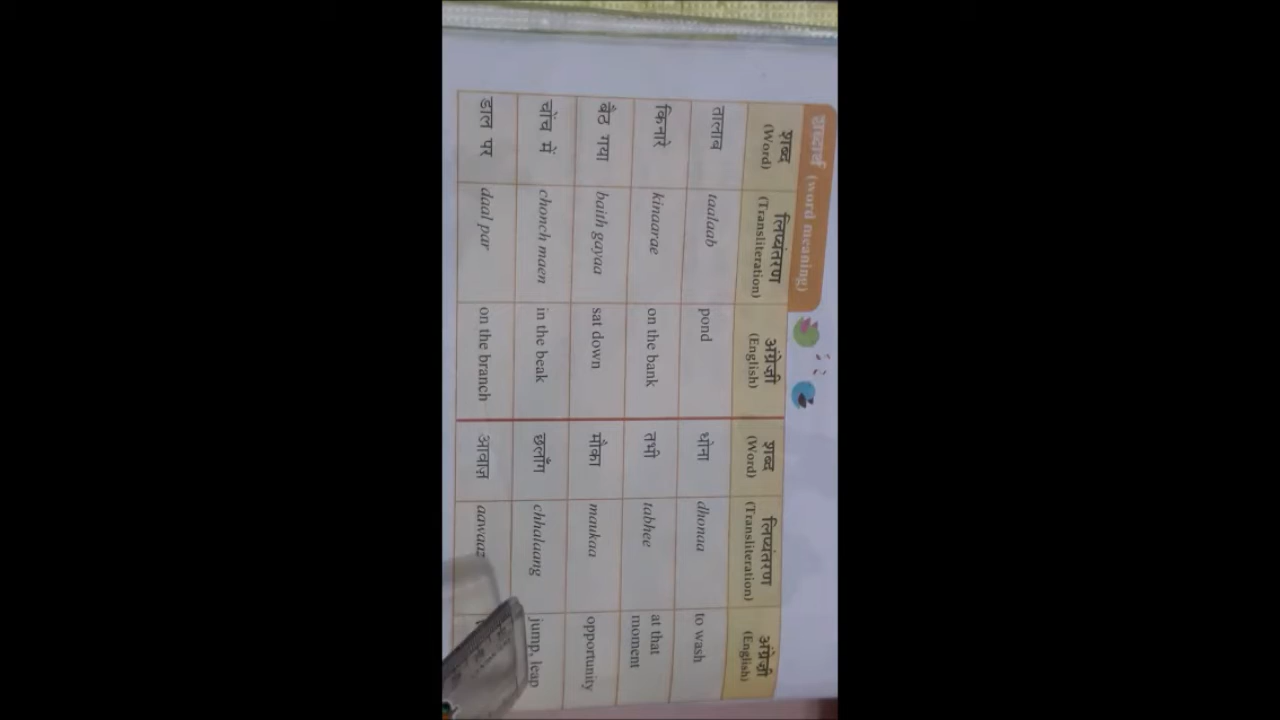 शब्दार्थ (word meaning)
शब्द लिप्यंतरण अंग्रेज़ी शब्द लिप्यंतरण अंग्रेज़ी
(Word) (Transliteration) (English) (Word) (Transliteration) (English)
तालाब taalaab pond धोना dhonaa to wash
किनारे kinaarae on the bank तभी tabhee at that
moment
बैठ गया baith gayaa sat down मौका maukaa opportunity
चोंच में chonch maen in the beak छलाँग chhalaang jump, leap
डाल पर daal par on the branch आवाज़ aawaaz